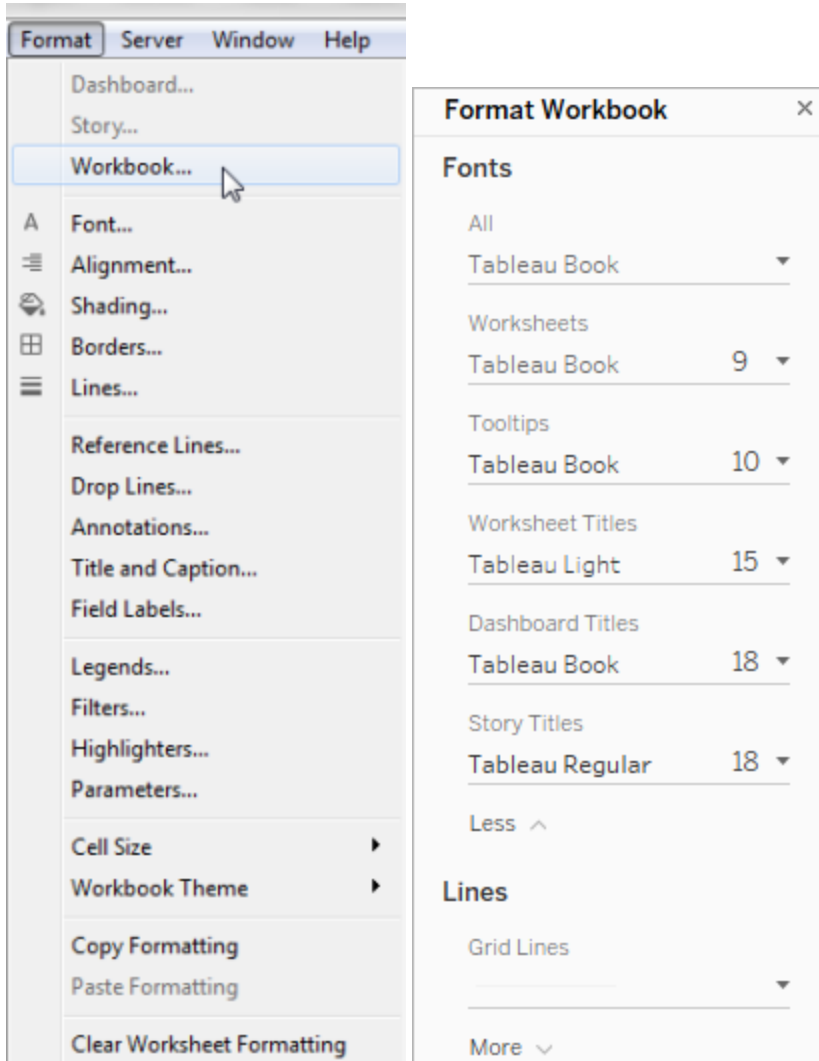 Format Server Window Help
Dashboard...
Story...
Workbook...
A Font...
Alignment...
Shading...
Borders...
Lines...
Reference Lines...
Drop Lines...
Annotations...
Title and Caption...
Field Labels...
Legends...
Filters...
Highlighters...
Parameters...
Cell Size
Workbook Theme
Copy Formatting
Paste Formatting
Clear Worksheet Formatting
Format Workbook
Fonts
All
Tableau Book
Worksheets
Tableau Book 9
Tooltips
Tableau Book 10
Worksheet Titles
Tableau Light 15
Dashboard Titles
Tableau Book 18
Story Titles
Tableau Regular 18
Less
Lines
Grid Lines
More